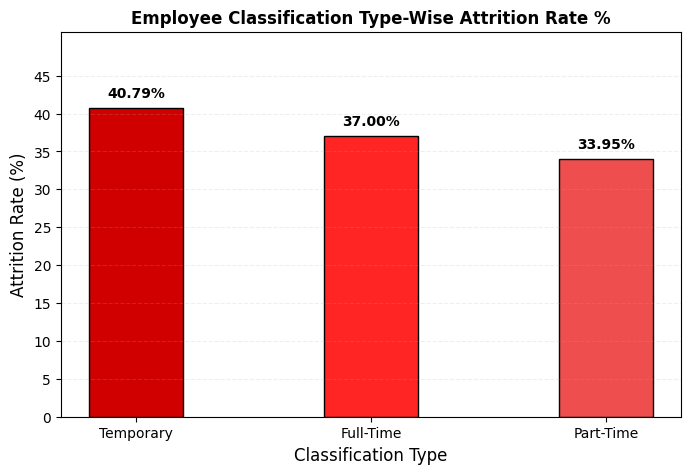 Employee Classification Type-Wise Attrition Rate %
45
40
35
30
25
20
15
10
5
0
Attrition Rate (%)
40.79%
37.00%
33.95%
Temporary
Full-Time
Part-Time
Classification Type